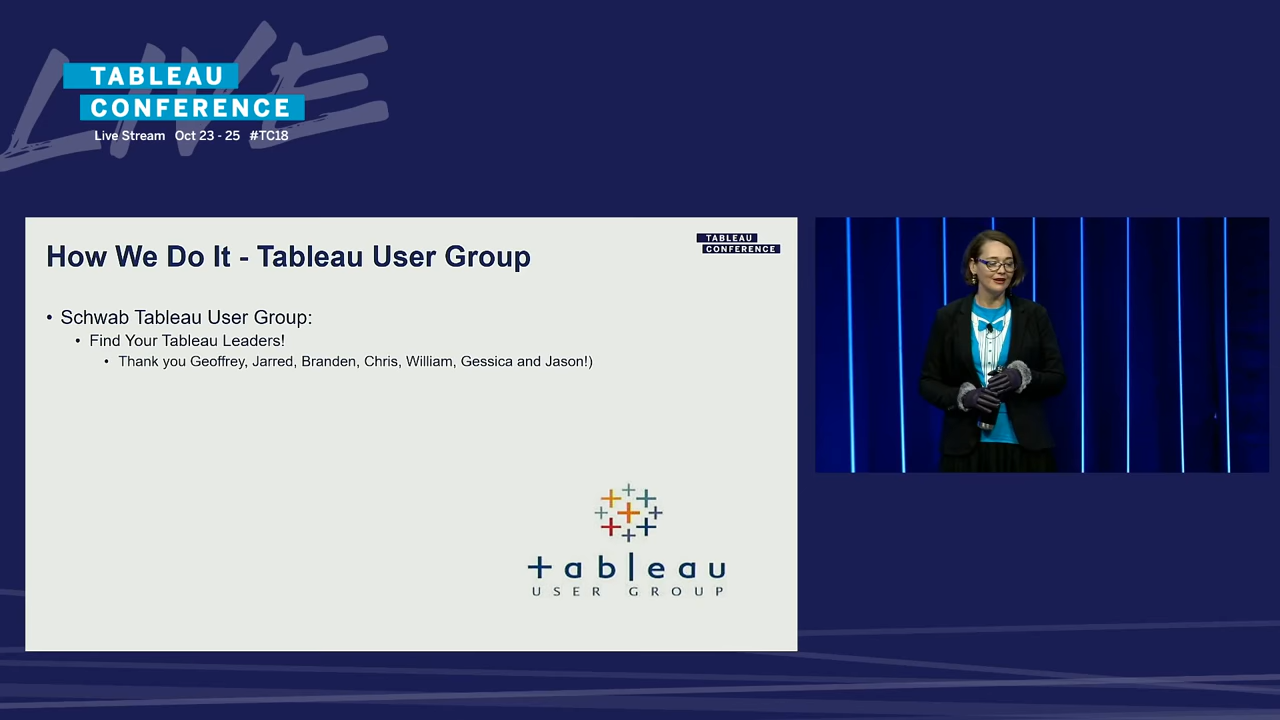 LIVE
TABLEAU
CONFERENCE
Live Stream Oct 23 - 25 #TC18
How We Do It - Tableau User Group
TABLEAU
CONFERENCE
• Schwab Tableau User Group:
• Find Your Tableau Leaders!
• Thank you Geoffrey, Jarred, Branden, Chris, William, Gessica and Jason!)
+ a b | e a u
USER GROUP